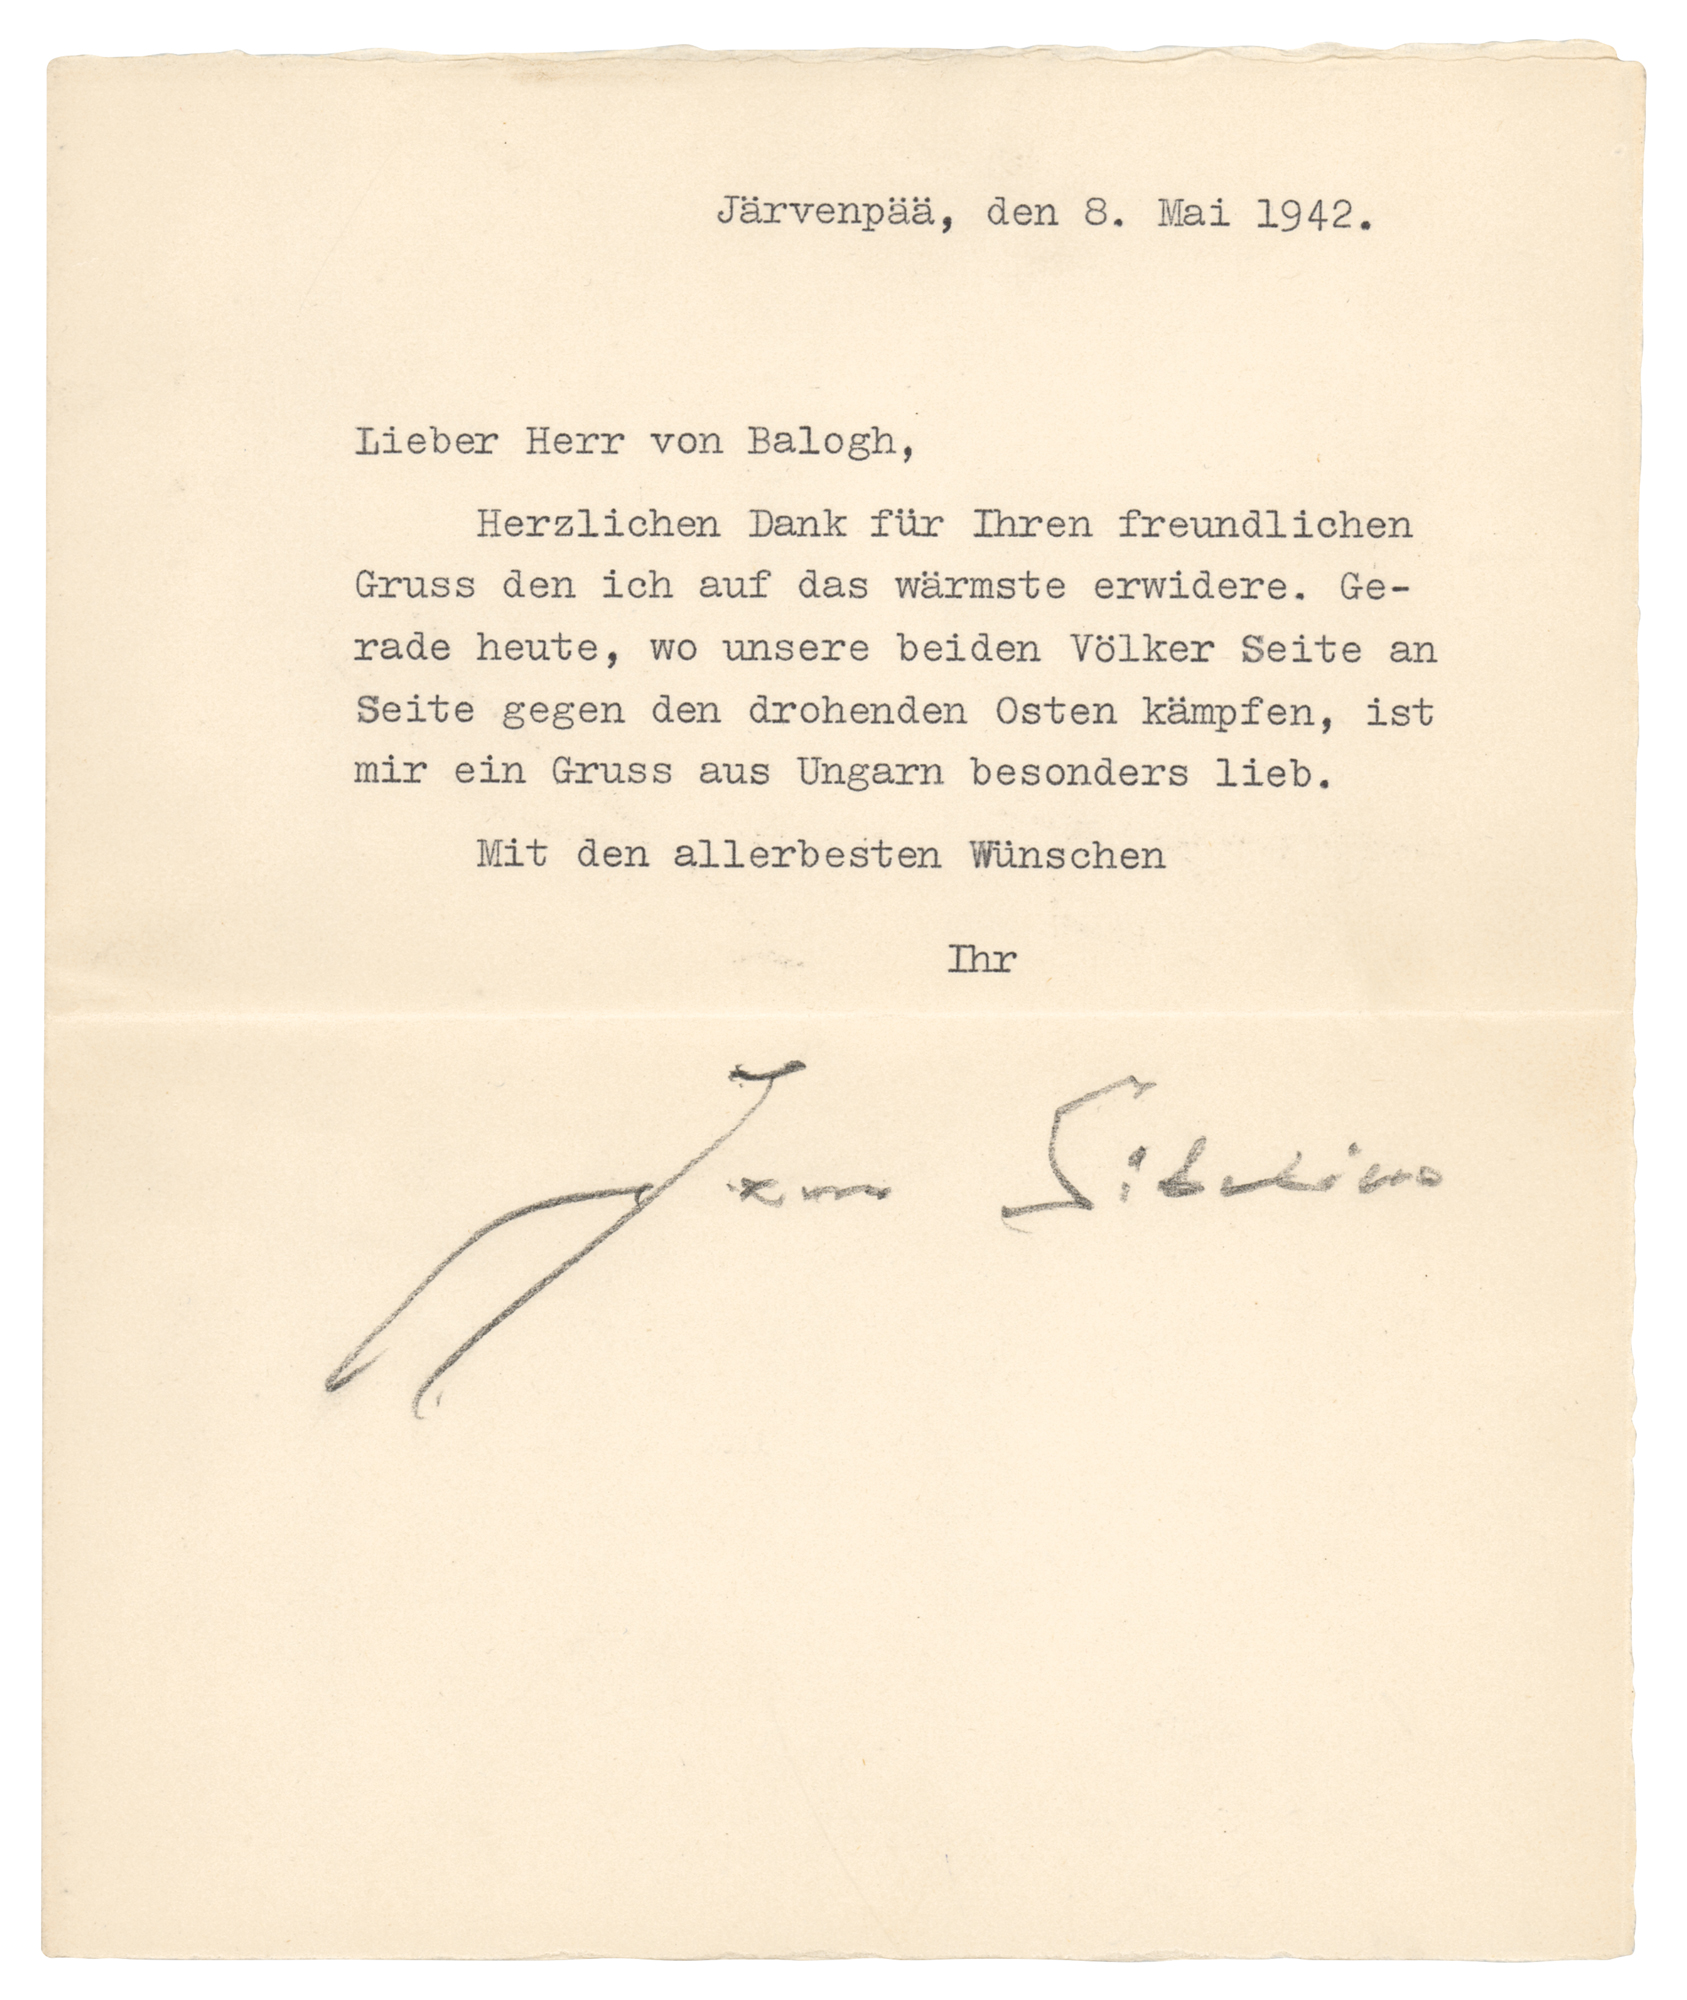 Järvenpää, den 8. Mai 1942.
Lieber Herr von Balogh,
Herzlichen Dank für Ihren freundlichen
Gruss den ich auf das wärmste erwidere. Ge-
rade heute, wo unsere beiden Völker Seite an
Seite gegen den drohenden Osten kämpfen, ist
mir ein Gruss aus Ungarn besonders lieb.
Mit den allerbesten Wünschen
Ihr
Jean Sibelius